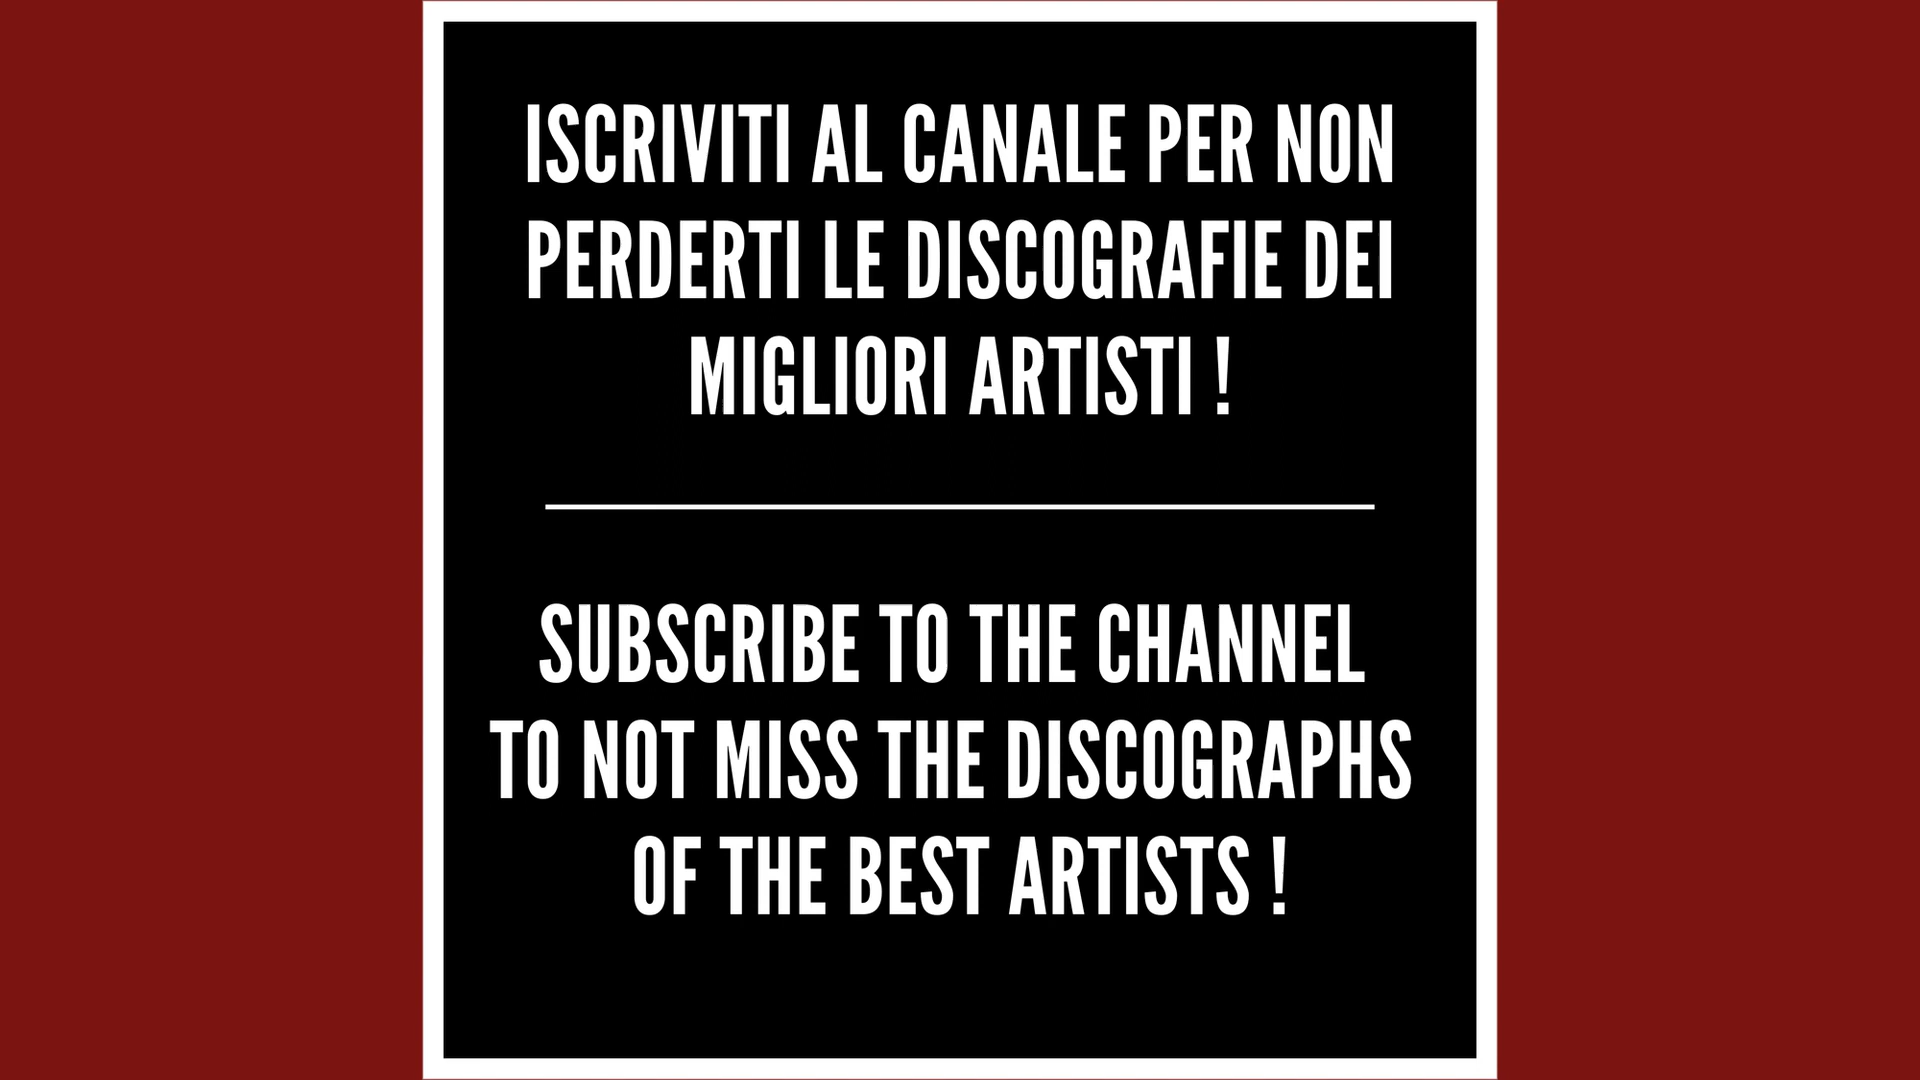 ISCRIVITI AL CANALE PER NON
PERDERTI LE DISCOGRAFIE DEI
MIGLIORI ARTISTI !
SUBSCRIBE TO THE CHANNEL
TO NOT MISS THE DISCOGRAPHS
OF THE BEST ARTISTS !